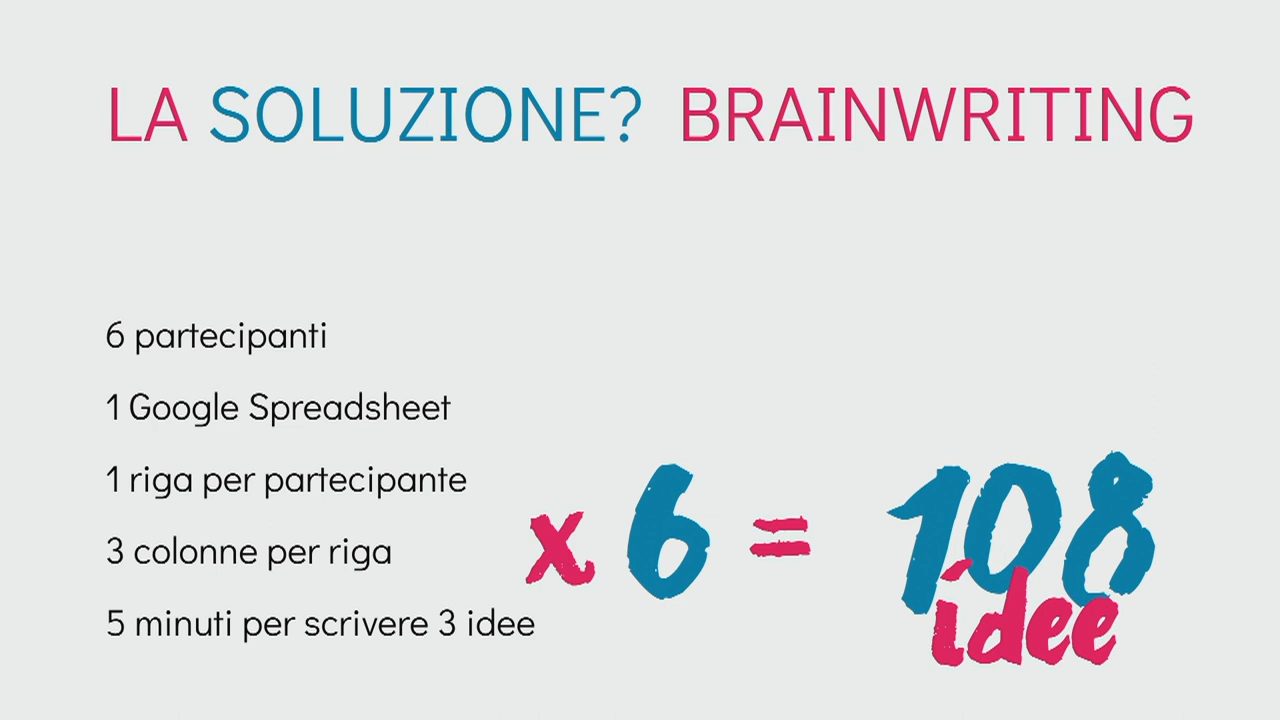 LA SOLUZIONE? BRAINWRITING
6 partecipanti
1 Google Spreadsheet
1 riga per partecipante
3 colonne per riga
5 minuti per scrivere 3 idee
x 6 = 108
idee